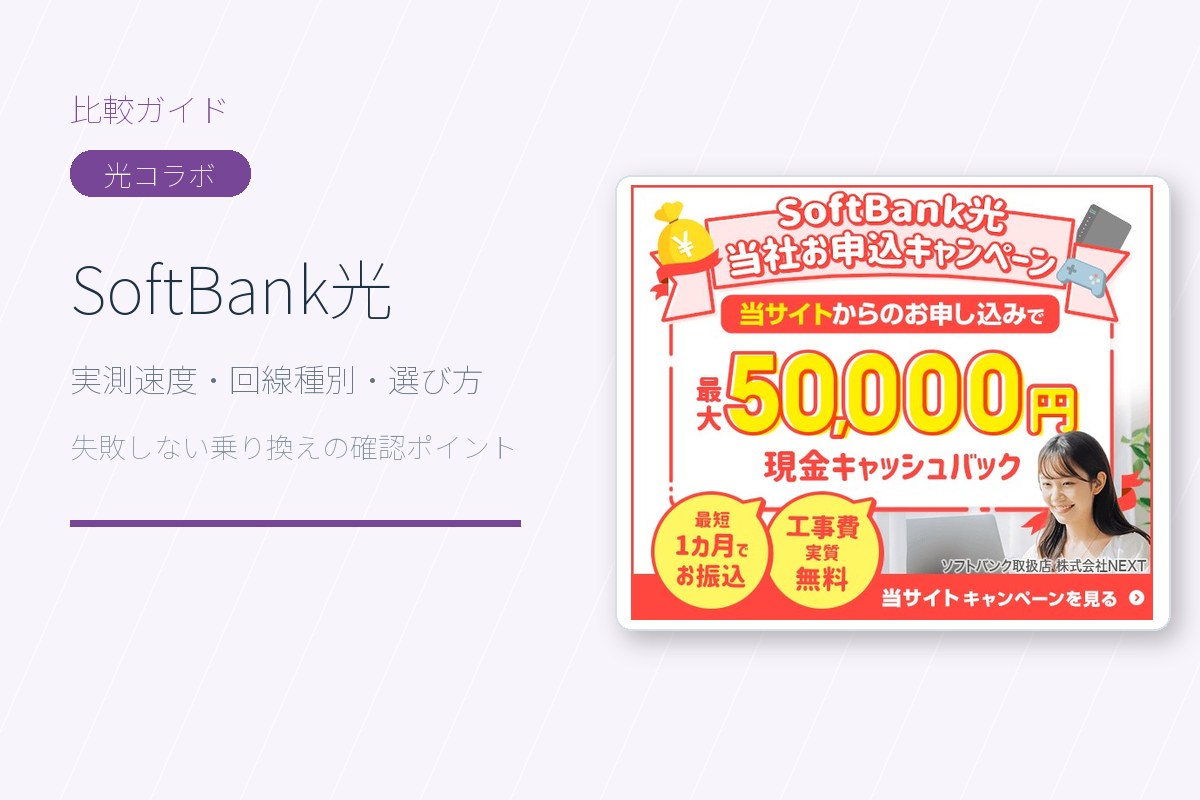 比較ガイド
光コラボ
SoftBank光
実測速度・回線種別・選び方
失敗しない乗り換えの確認ポイント
SoftBank光
当社お申込キャンペーン
¥
当サイトからのお申し込みで
最大50,000円
現金キャッシュバック
最短
1カ月で
お振込
工事費
実質
無料
ソフトバンク取扱店 株式会社NEXT
当サイトキャンペーンを見る